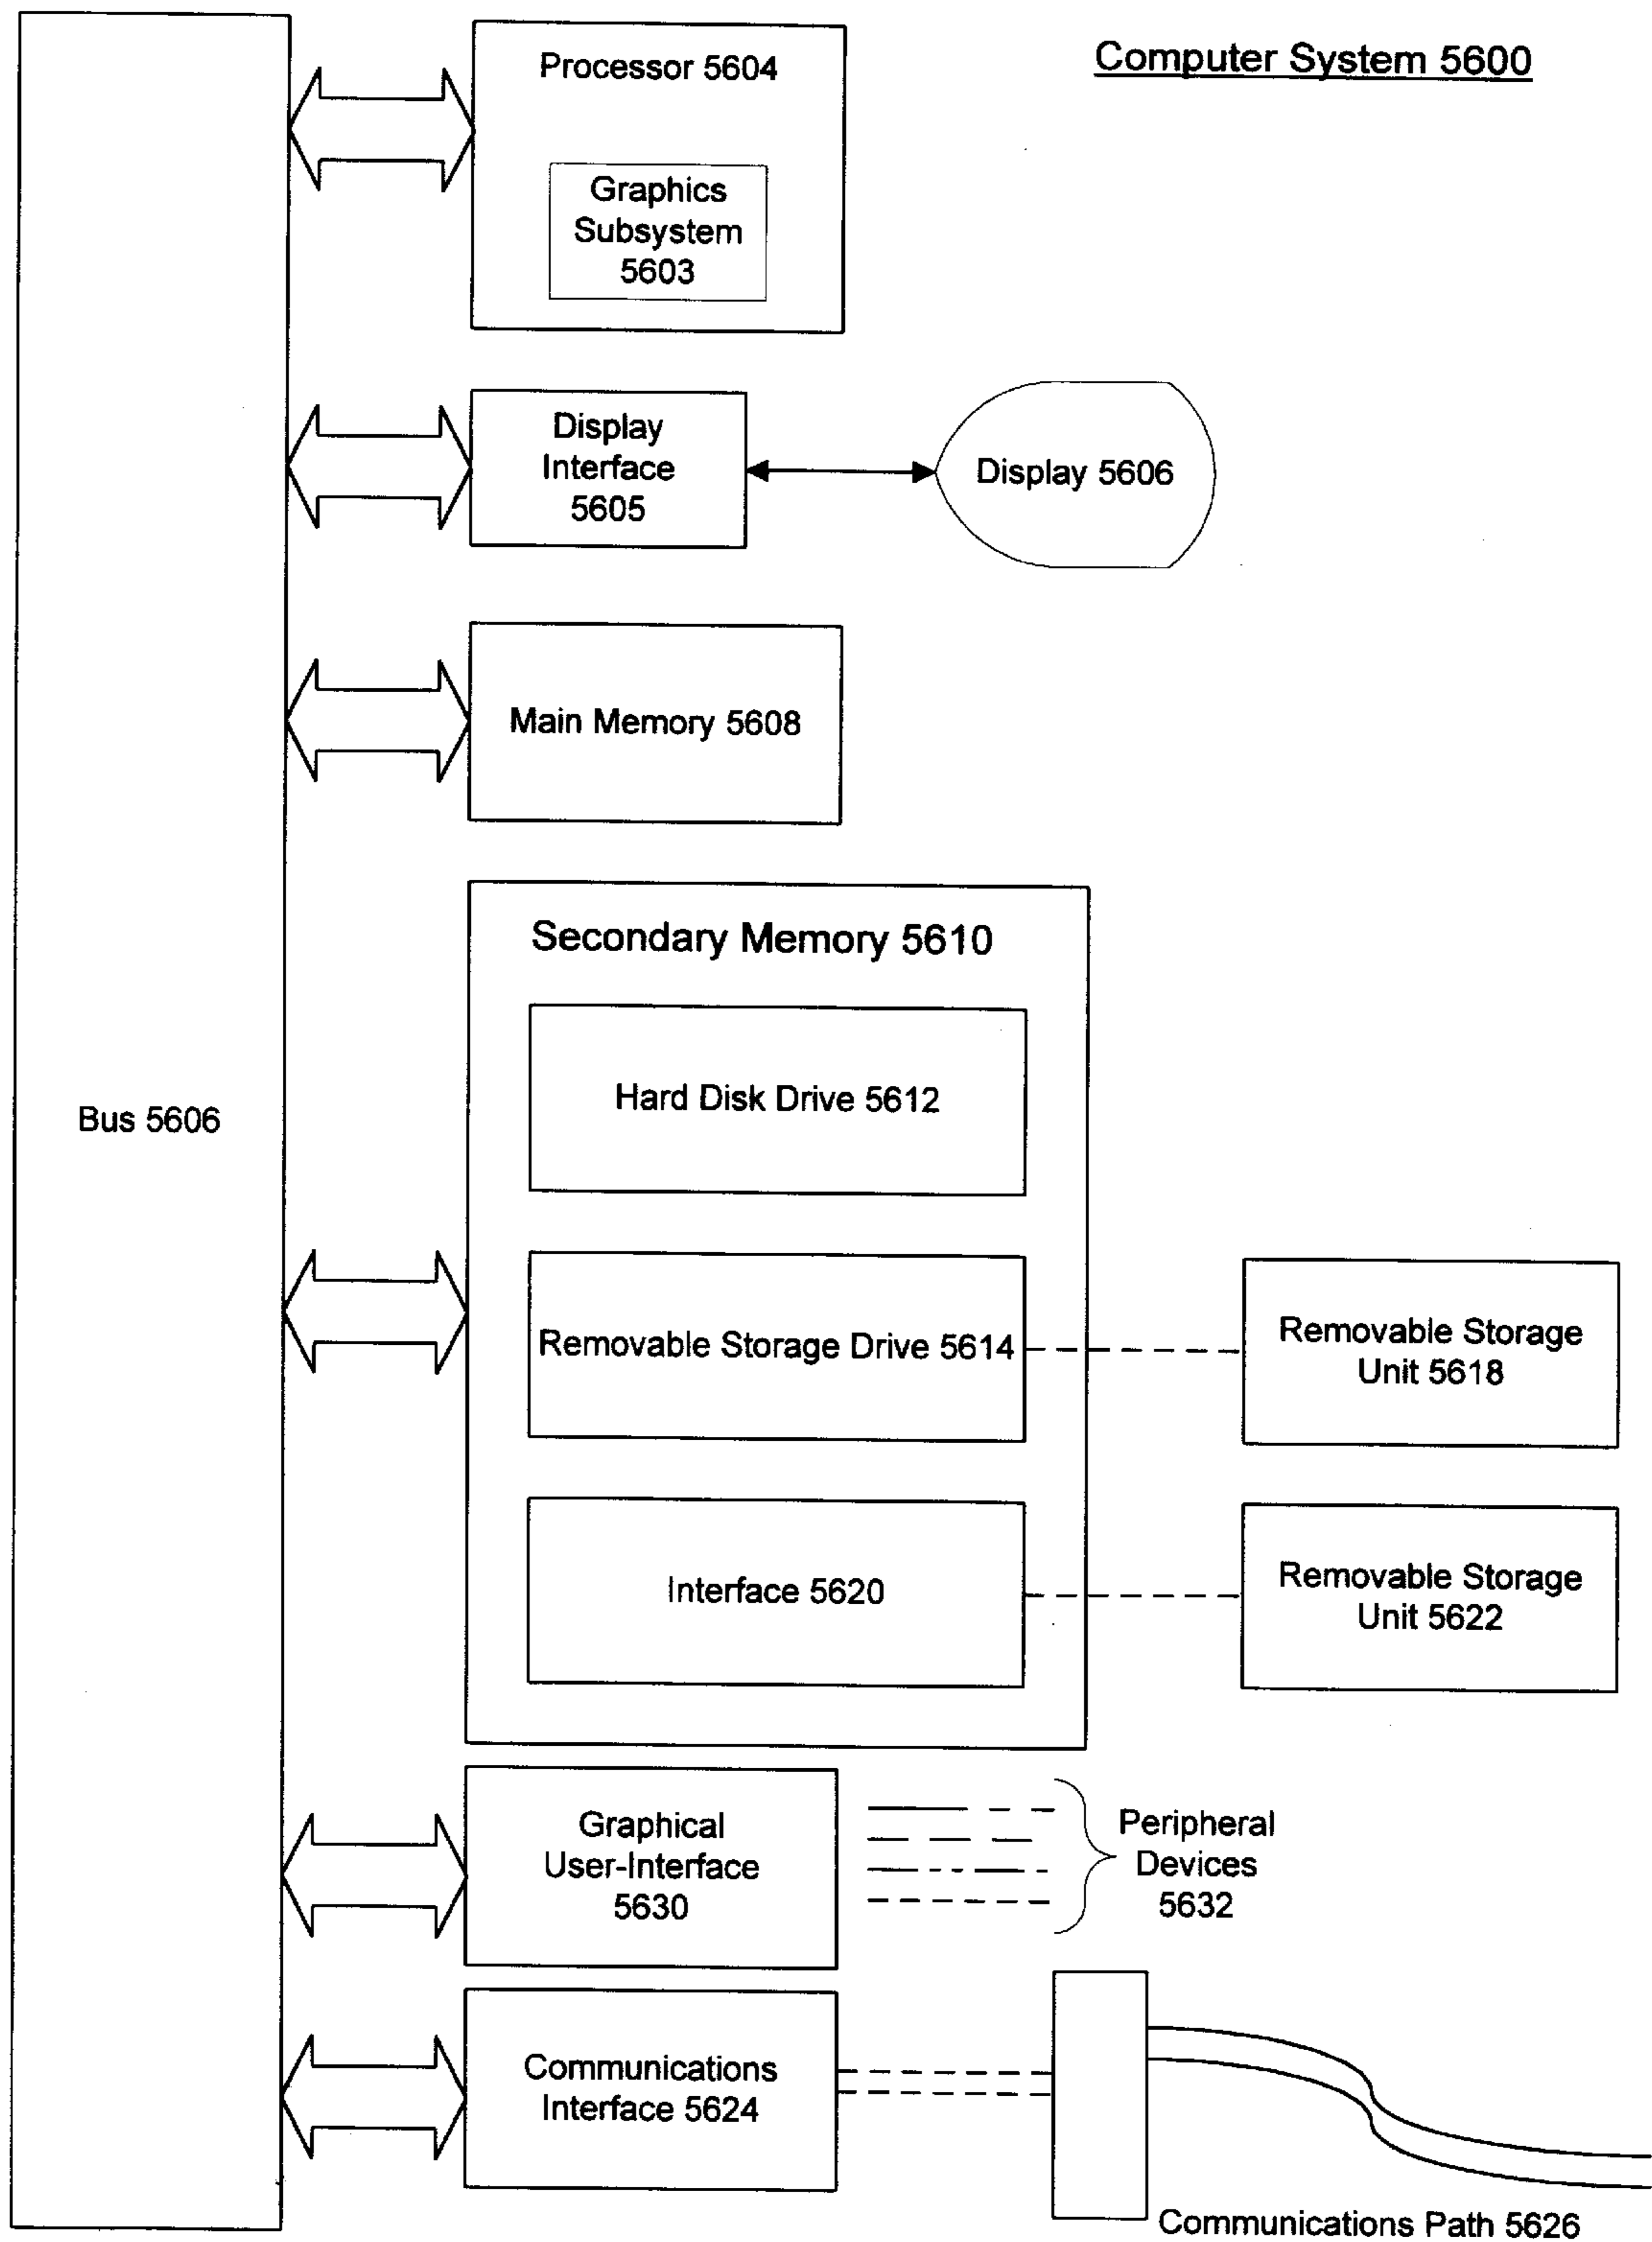 Computer System 5600
Processor 5604
Graphics
Subsystem
5603
Display
Interface
5605
Display 5606
Main Memory 5608
Secondary Memory 5610
Hard Disk Drive 5612
Bus 5606
Removable Storage Drive 5614
Removable Storage
Unit 5618
Interface 5620
Removable Storage
Unit 5622
Graphical
User-Interface
5630
Peripheral
Devices
5632
Communications
Interface 5624
Communications Path 5626